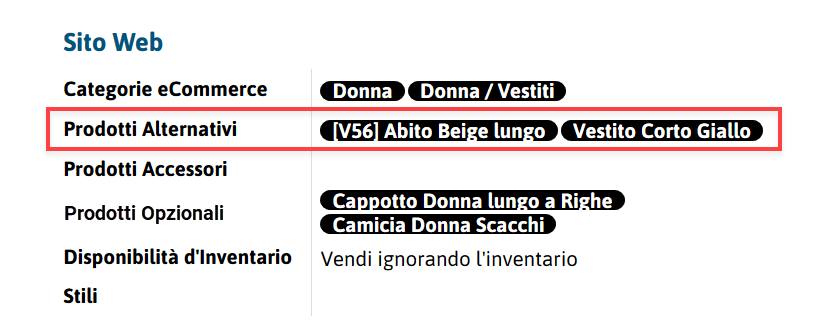 Sito Web
Categorie eCommerce Donna Donna / Vestiti
Prodotti Alternativi [V56] Abito Beige lungo Vestito Corto Giallo
Prodotti Accessori
Prodotti Opzionali Cappotto Donna lungo a Righe
Camicia Donna Scacchi
Disponibilità d'Inventario Vendi ignorando l'inventario
Stili